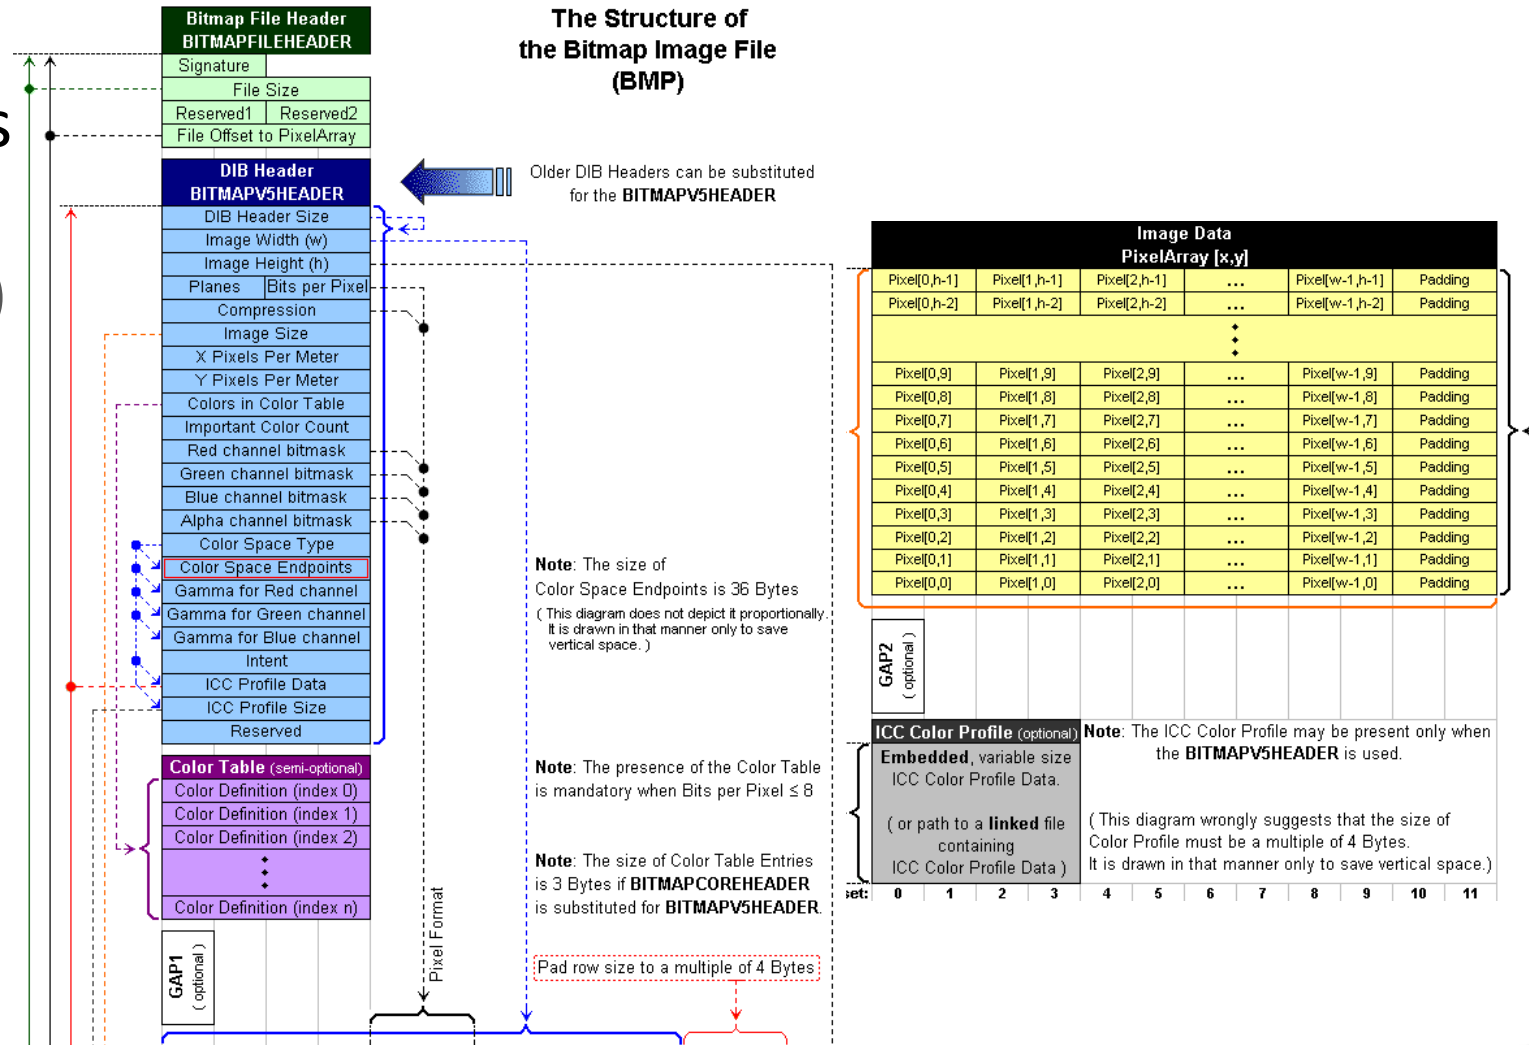 The Structure of
the Bitmap Image File
(BMP)
Bitmap File Header
BITMAPFILEHEADER
Signature
File Size
Reserved1 Reserved2
File Offset to PixelArray
s
)
DIB Header
BITMAPV5HEADER
Older DIB Headers can be substituted
for the BITMAPV5HEADER
DIB Header Size
Image Width (w)
Image Height (h)
Planes Bits per Pixel
Compression
Image Size
X Pixels Per Meter
Y Pixels Per Meter
Colors in Color Table
Important Color Count
Red channel bitmask
Green channel bitmask
Blue channel bitmask
Alpha channel bitmask
Color Space Type
Color Space Endpoints
Gamma for Red channel
Gamma for Green channel
Gamma for Blue channel
Intent
ICC Profile Data
ICC Profile Size
Reserved
Note: The size of
Color Space Endpoints is 36 Bytes
( This diagram does not depict it proportionally.
It is drawn in that manner only to save
vertical space. )
Color Table (semi-optional)
Color Definition (index 0)
Color Definition (index 1)
Color Definition (index 2)
Color Definition (index n)
Note: The presence of the Color Table
is mandatory when Bits per Pixel ≤ 8
Note: The size of Color Table Entries
is 3 Bytes if BITMAPCOREHEADER
is substituted for BITMAPV5HEADER.
GAP1
( optional )
Pixel Format
Pad row size to a multiple of 4 Bytes
Image Data
PixelArray [x,y]
Pixel[0,h-1] Pixel[1,h-1] Pixel[2,h-1] ... Pixel[w-1,h-1] Padding
Pixel[0,h-2] Pixel[1,h-2] Pixel[2,h-2] ... Pixel[w-1,h-2] Padding
Pixel[0,9] Pixel[1,9] Pixel[2,9] ... Pixel[w-1,9] Padding
Pixel[0,8] Pixel[1,8] Pixel[2,8] ... Pixel[w-1,8] Padding
Pixel[0,7] Pixel[1,7] Pixel[2,7] ... Pixel[w-1,7] Padding
Pixel[0,6] Pixel[1,6] Pixel[2,6] ... Pixel[w-1,6] Padding
Pixel[0,5] Pixel[1,5] Pixel[2,5] ... Pixel[w-1,5] Padding
Pixel[0,4] Pixel[1,4] Pixel[2,4] ... Pixel[w-1,4] Padding
Pixel[0,3] Pixel[1,3] Pixel[2,3] ... Pixel[w-1,3] Padding
Pixel[0,2] Pixel[1,2] Pixel[2,2] ... Pixel[w-1,2] Padding
Pixel[0,1] Pixel[1,1] Pixel[2,1] ... Pixel[w-1,1] Padding
Pixel[0,0] Pixel[1,0] Pixel[2,0] ... Pixel[w-1,0] Padding
GAP2
( optional )
ICC Color Profile (optional)
Embedded, variable size
ICC Color Profile Data.
( or path to a linked file
containing
ICC Color Profile Data )
Note: The ICC Color Profile may be present only when
the BITMAPV5HEADER is used.
( This diagram wrongly suggests that the size of
Color Profile must be a multiple of 4 Bytes.
It is drawn in that manner only to save vertical space.)
set: 0 1 2 3 4 5 6 7 8 9 10 11